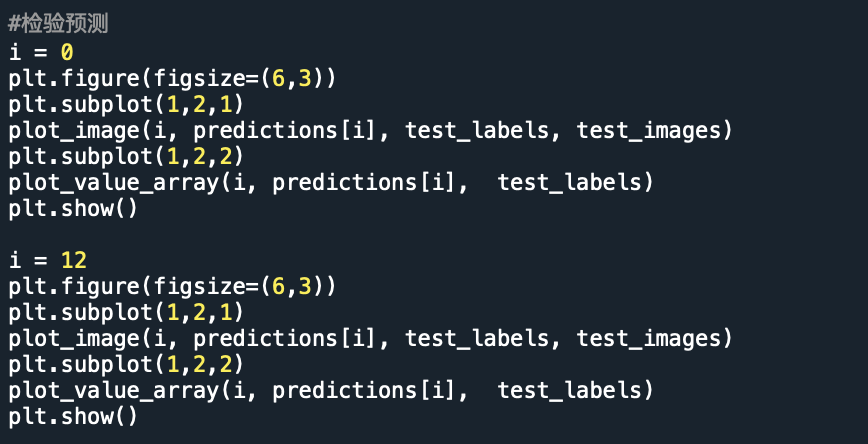 #检验预测
i = 0
plt.figure(figsize=(6,3))
plt.subplot(1,2,1)
plot_image(i, predictions[i], test_labels, test_images)
plt.subplot(1,2,2)
plot_value_array(i, predictions[i],  test_labels)
plt.show()

i = 12
plt.figure(figsize=(6,3))
plt.subplot(1,2,1)
plot_image(i, predictions[i], test_labels, test_images)
plt.subplot(1,2,2)
plot_value_array(i, predictions[i],  test_labels)
plt.show()